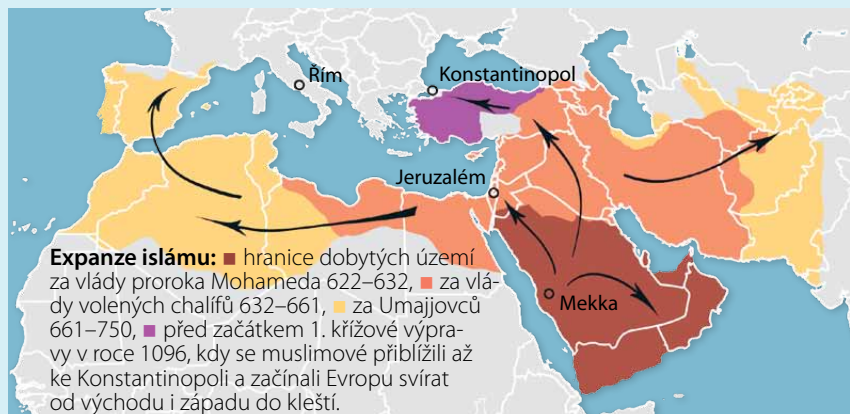 Řím
Konstantinopol
Jeruzalém
Expanze islámu: ■ hranice dobytých území
za vlády proroka Mohameda 622–632, ■ za vlá-
dy volených chalífů 632–661, ■ za Umajjovců
661–750, ■ před začátkem 1. křížové výpra-
vy v roce 1096, kdy se muslimové přiblížili až
ke Konstantinopoli a začínali Evropu svírat
od východu i západu do kleští.
Mekka